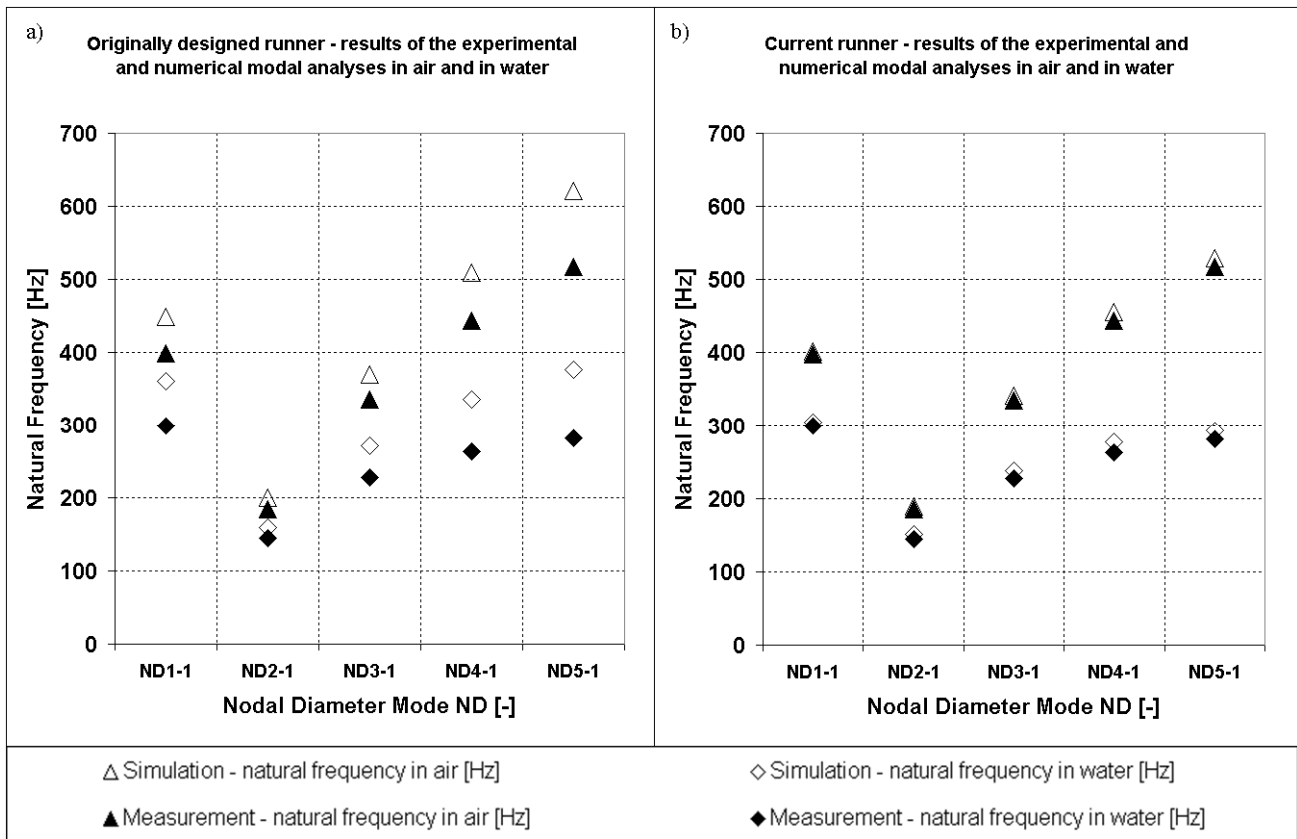 a)
Originally designed runner - results of the experimental
and numerical modal analyses in air and in water
700
600
500
400
300
200
100
0
Natural Frequency [Hz]
ND1-1 ND2-1 ND3-1 ND4-1 ND5-1
Nodal Diameter Mode ND [-]
b)
Current runner - results of the experimental and
numerical modal analyses in air and in water
700
600
500
400
300
200
100
0
Natural Frequency [Hz]
ND1-1 ND2-1 ND3-1 ND4-1 ND5-1
Nodal Diameter Mode ND [-]
Simulation - natural frequency in air [Hz]
Simulation - natural frequency in water [Hz]
Measurement - natural frequency in air [Hz]
Measurement - natural frequency in water [Hz]